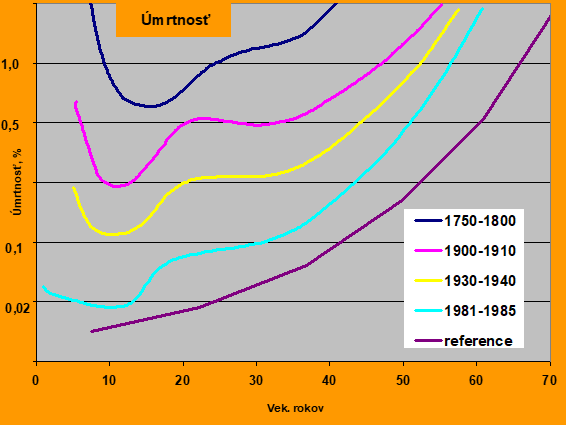 Úmrtnosť
1,0
0,5
0,1
0,02
Úmrtnosť, %
1750-1800
1900-1910
1930-1940
1981-1985
reference
0 10 20 30 40 50 60 70
Vek. rokov